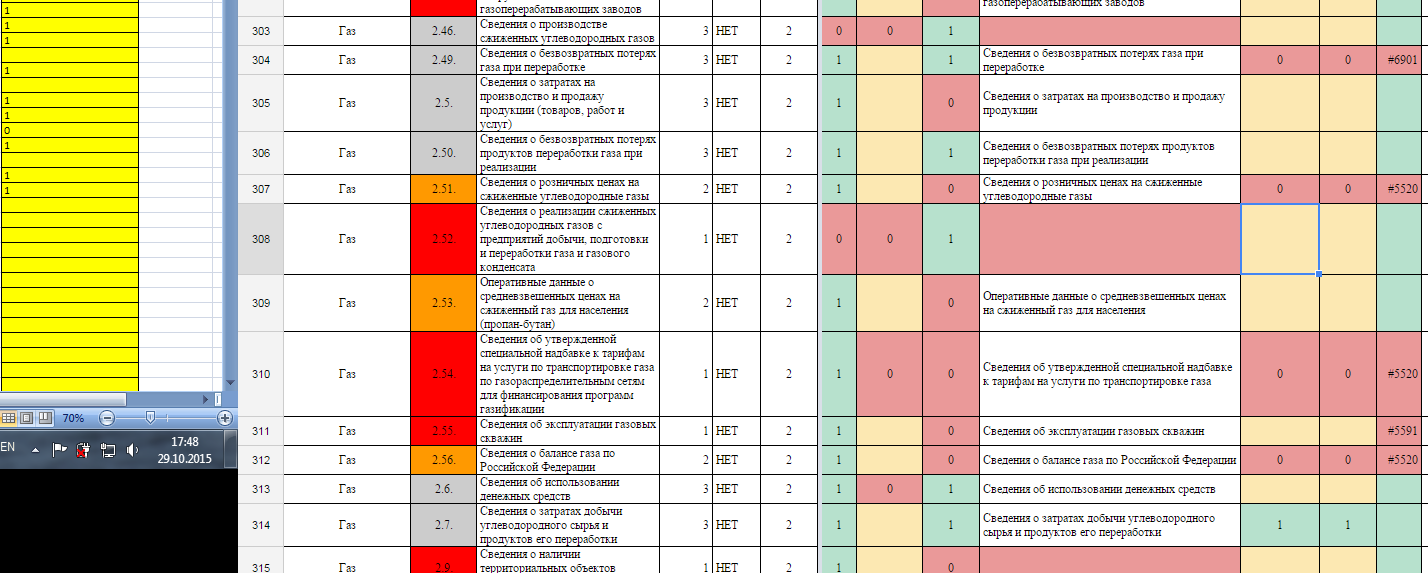 1
1
1
1
1
1
0
1
1
1
70%
EN
17:48
29.10.2015
газоперерабатывающих заводов
газоперерабатывающих заводов
303 Газ 2.46. Сведения о производстве
сжиженных углеводородных газов 3 НЕТ 2 0 0 1
304 Газ 2.49. Сведения о безвозвратных потерях
газа при переработке 3 НЕТ 2 1 1 Сведения о безвозвратных потерях газа при
переработке 0 0 #6901
305 Газ 2.5. Сведения о затратах на
производство и продажу
продукции (товаров, работ и
услуг) 3 НЕТ 2 1 0 Сведения о затратах на производство и продажу
продукции
306 Газ 2.50. Сведения о безвозвратных потерях
продуктов переработки газа при
реализации 3 НЕТ 2 1 1 Сведения о безвозвратных потерях продуктов
переработки газа при реализации
307 Газ 2.51. Сведения о розничных ценах на
сжиженные углеводородные газы 2 НЕТ 2 1 0 Сведения о розничных ценах на сжиженные
углеводородные газы 0 0 #5520
308 Газ 2.52. Сведения о реализации сжиженных
углеводородных газов с
предприятий добычи, подготовки
и переработки газа и газового
конденсата 1 НЕТ 2 0 0 1
309 Газ 2.53. Оперативные данные о
средневзвешенных ценах на
сжиженный газ для населения
(пропан-бутан) 2 НЕТ 2 1 0 Оперативные данные о средневзвешенных ценах
на сжиженный газ для населения
310 Газ 2.54. Сведения об утвержденной
специальной надбавке к тарифам
на услуги по транспортировке газа
по газораспределительным сетям
для финансирования программ
газификации 1 НЕТ 2 1 0 0 Сведения об утвержденной специальной надбавке
к тарифам на услуги по транспортировке газа 0 0 #5520
311 Газ 2.55. Сведения об эксплуатации газовых
скважин 1 НЕТ 2 1 0 Сведения об эксплуатации газовых скважин #5591
312 Газ 2.56. Сведения о балансе газа по
Российской Федерации 2 НЕТ 2 1 0 Сведения о балансе газа по Российской Федерации 0 0 #5520
313 Газ 2.6. Сведения об использовании
денежных средств 3 НЕТ 2 1 0 1 Сведения об использовании денежных средств
314 Газ 2.7. Сведения о затратах добычи
углеводородного сырья и
продуктов его переработки 3 НЕТ 2 1 1 Сведения о затратах добычи углеводородного
сырья и продуктов его переработки 1 1
315 Газ 2.9. Сведения о наличии
территориальных объектов 1 НЕТ 2 1 0